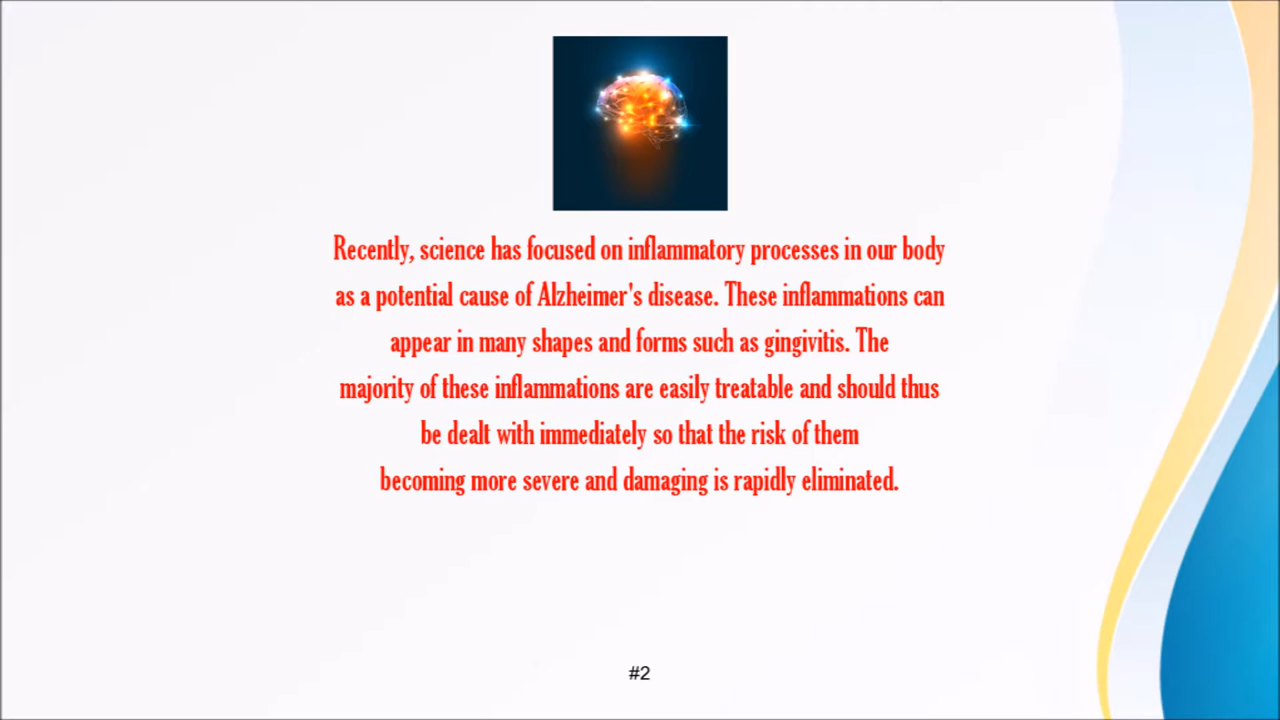 Recently, science has focused on inflammatory processes in our body
as a potential cause of Alzheimer's disease. These inflammations can
appear in many shapes and forms such as gingivitis. The
majority of these inflammations are easily treatable and should thus
be dealt with immediately so that the risk of them
becoming more severe and damaging is rapidly eliminated.
#2